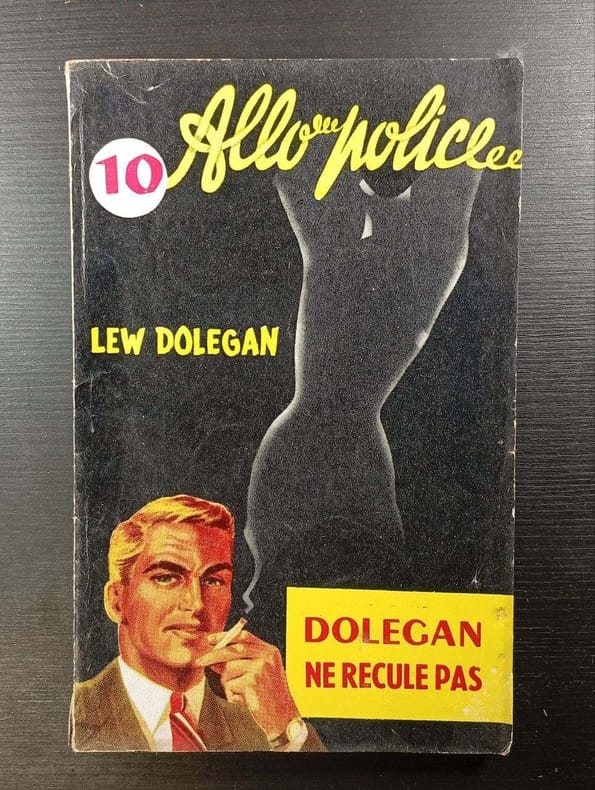 10
Allo... police...
LEW DOLEGAN
DOLEGAN
NE RECULE PAS